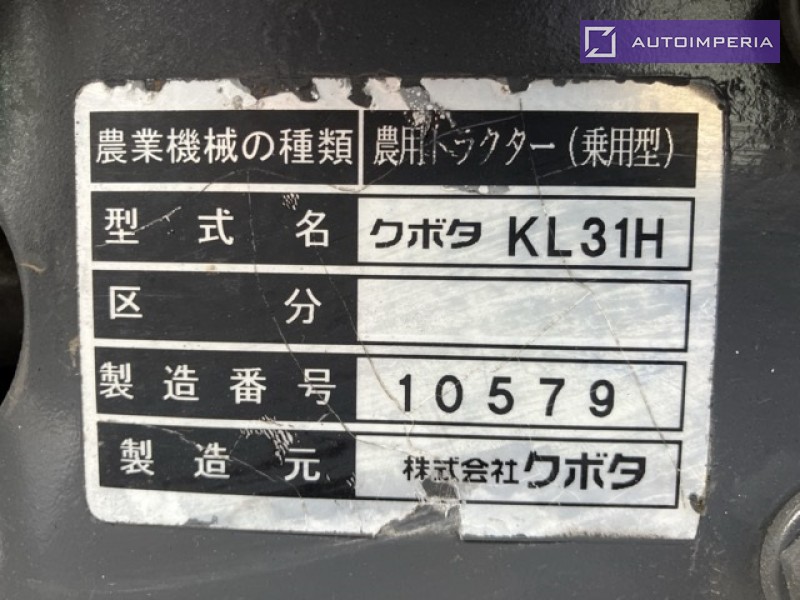 AUTOIMPERIA
農業機械の種類 農用トラクター(乗用型)
型式名 クボタ KL31H
区分
製造番号 10579
製造元 株式会社クボタ